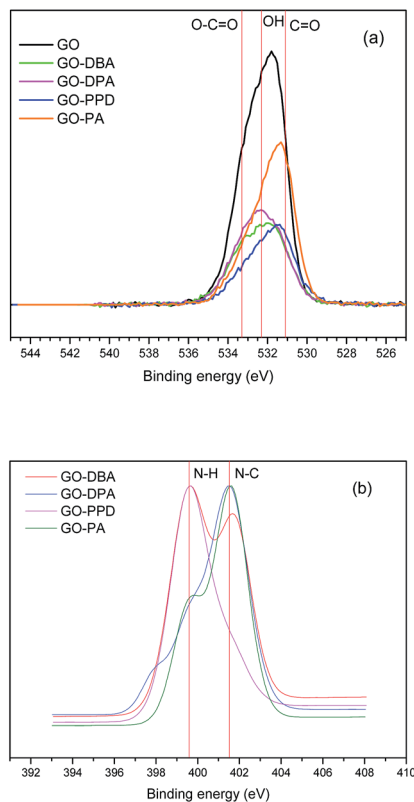 O-C=O OH C=O
(a)
GO
GO-DBA
GO-DPA
GO-PPD
GO-PA
544 542 540 538 536 534 532 530 528 526
Binding energy (eV)
N-H N-C
(b)
GO-DBA
GO-DPA
GO-PPD
GO-PA
392 394 396 398 400 402 404 406 408 410
Binding energy (eV)